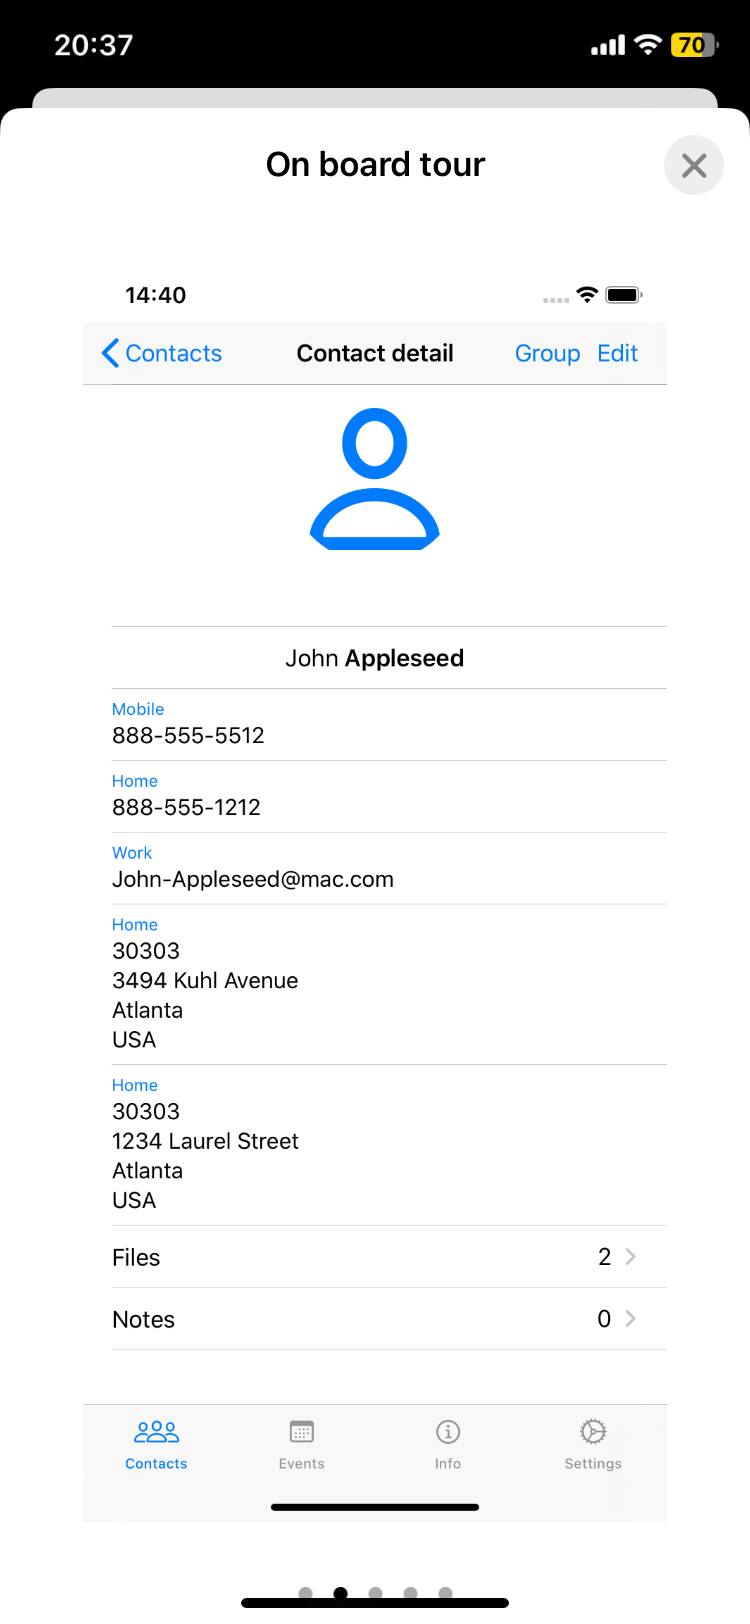 20:37
70
On board tour
14:40
Contacts Contact detail Group Edit
John Appleseed
Mobile
888-555-5512
Home
888-555-1212
Work
John-Appleseed@mac.com
Home
30303
3494 Kuhl Avenue
Atlanta
USA
Home
30303
1234 Laurel Street
Atlanta
USA
Files 2
Notes 0
Contacts Events Info Settings